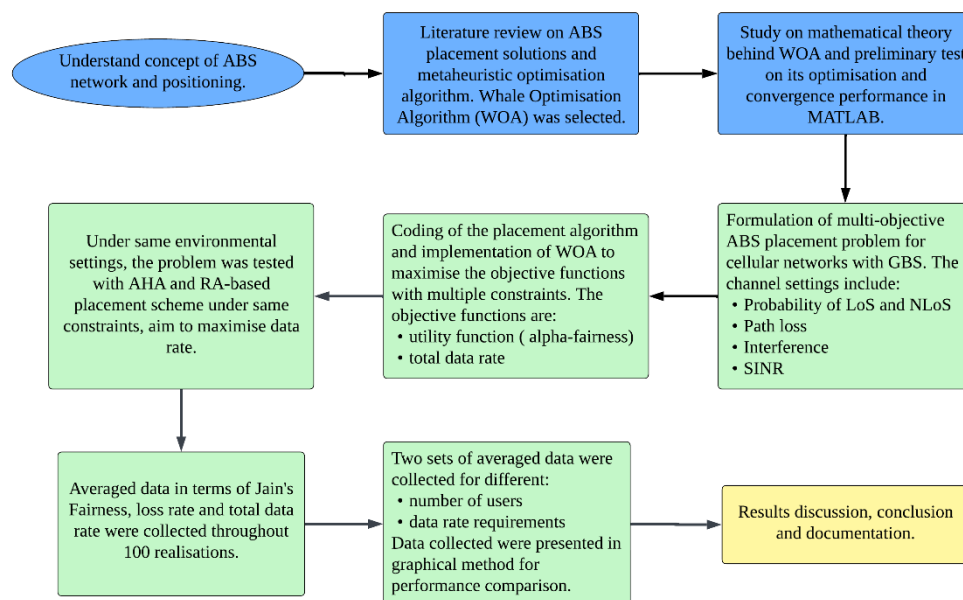 Understand concept of ABS
network and positioning.
Literature review on ABS
placement solutions and
metaheuristic optimisation
algorithm. Whale Optimisation
Algorithm (WOA) was selected.
Study on mathematical theory
behind WOA and preliminary test
on its optimisation and
convergence performance in
MATLAB.
Formulation of multi-objective
ABS placement problem for
cellular networks with GBS. The
channel settings include:
• Probability of LoS and NLoS
• Path loss
• Interference
• SINR
Coding of the placement algorithm
and implementation of WOA to
maximise the objective functions
with multiple constraints. The
objective functions are:
• utility function ( alpha-fairness)
• total data rate
Under same environmental
settings, the problem was tested
with AHA and RA-based
placement scheme under same
constraints, aim to maximise data
rate.
Averaged data in terms of Jain's
Fairness, loss rate and total data
rate were collected throughout
100 realisations.
Two sets of averaged data were
collected for different:
• number of users
• data rate requirements
Data collected were presented in
graphical method for
performance comparison.
Results discussion, conclusion
and documentation.